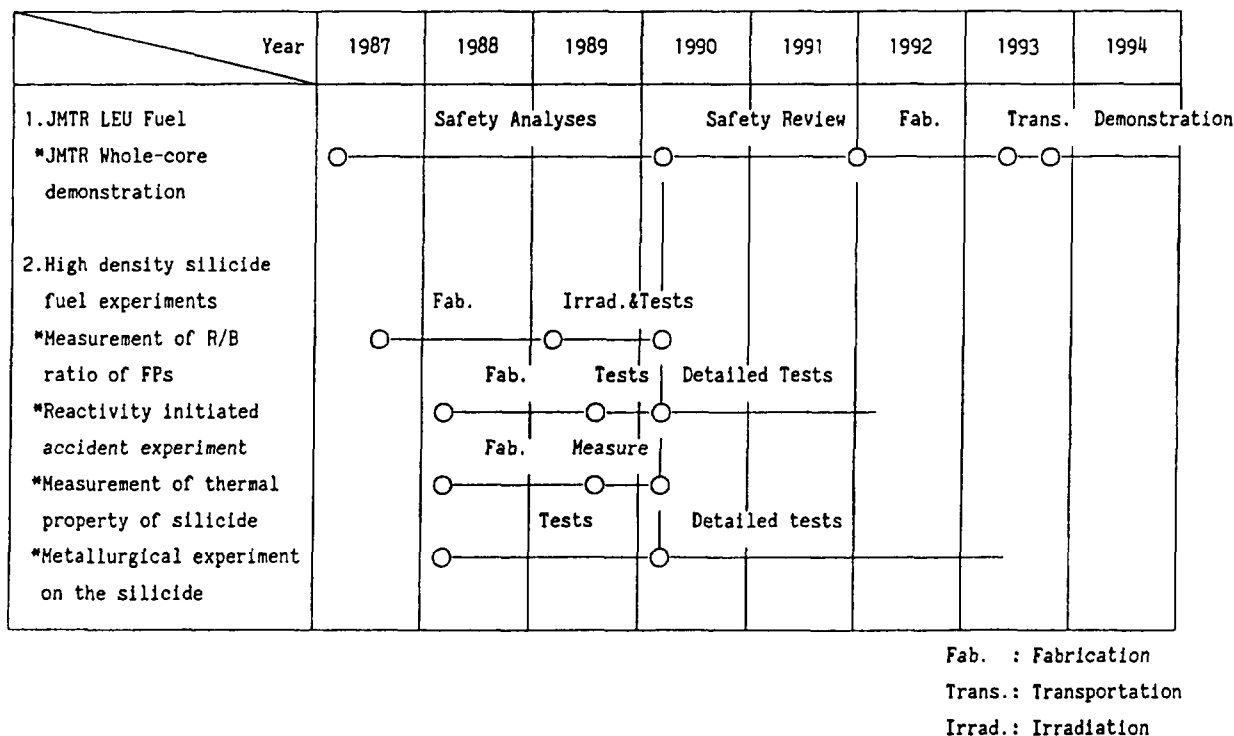 Year 1987 1988 1989 1990 1991 1992 1993 1994
1.JMTR LEU Fuel Safety Analyses Safety Review Fab. Trans. Demonstration
*JMTR Whole-core
demonstration
2.High density silicide
fuel experiments Fab. Irrad.&Tests
*Measurement of R/B
ratio of FPs Fab. Tests Detailed Tests
*Reactivity initiated
accident experiment Fab. Measure
*Measurement of thermal
property of silicide Tests Detailed tests
*Metallurgical experiment
on the silicide
Fab. : Fabrication
Trans.: Transportation
Irrad.: Irradiation